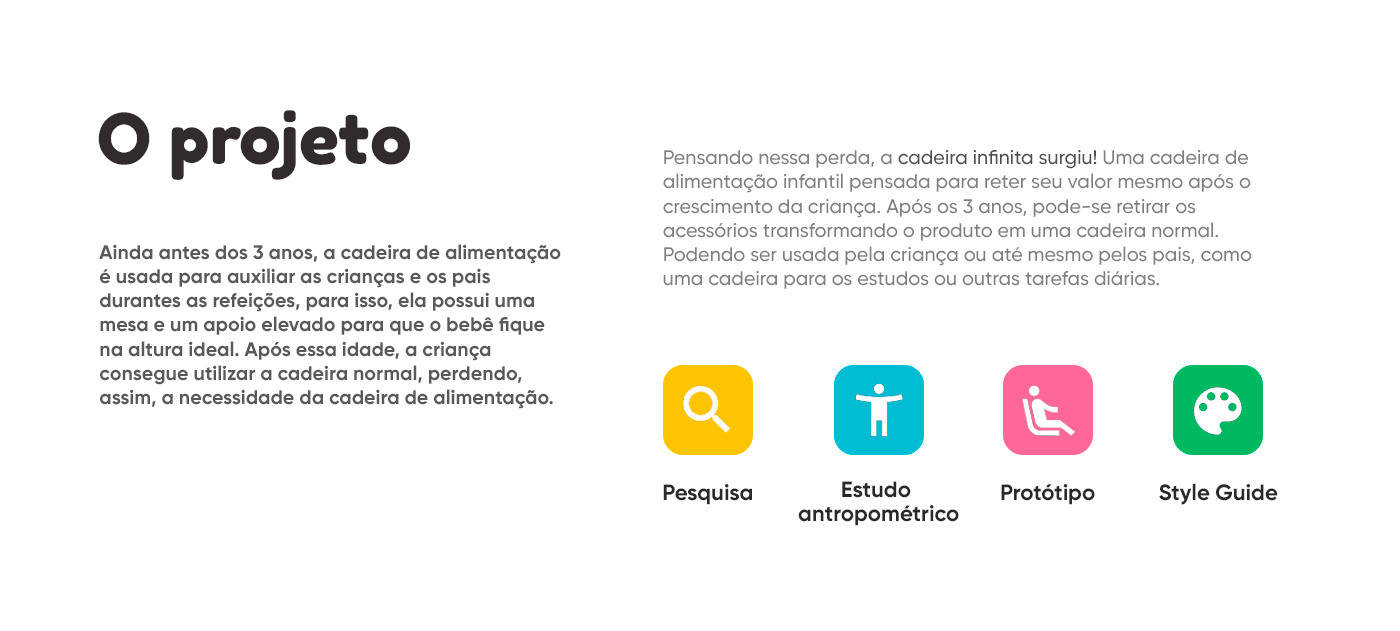 O projeto
Ainda antes dos 3 anos, a cadeira de alimentação
é usada para auxiliar as crianças e os pais
durantes as refeições, para isso, ela possui uma
mesa e um apoio elevado para que o bebê fique
na altura ideal. Após essa idade, a criança
consegue utilizar a cadeira normal, perdendo,
assim, a necessidade da cadeira de alimentação.
Pensando nessa perda, a cadeira infinita surgiu! Uma cadeira de
alimentação infantil pensada para reter seu valor mesmo após o
crescimento da criança. Após os 3 anos, pode-se retirar os
acessórios transformando o produto em uma cadeira normal.
Podendo ser usada pela criança ou até mesmo pelos pais, como
uma cadeira para os estudos ou outras tarefas diárias.
Pesquisa
Estudo
antropométrico
Protótipo
Style Guide